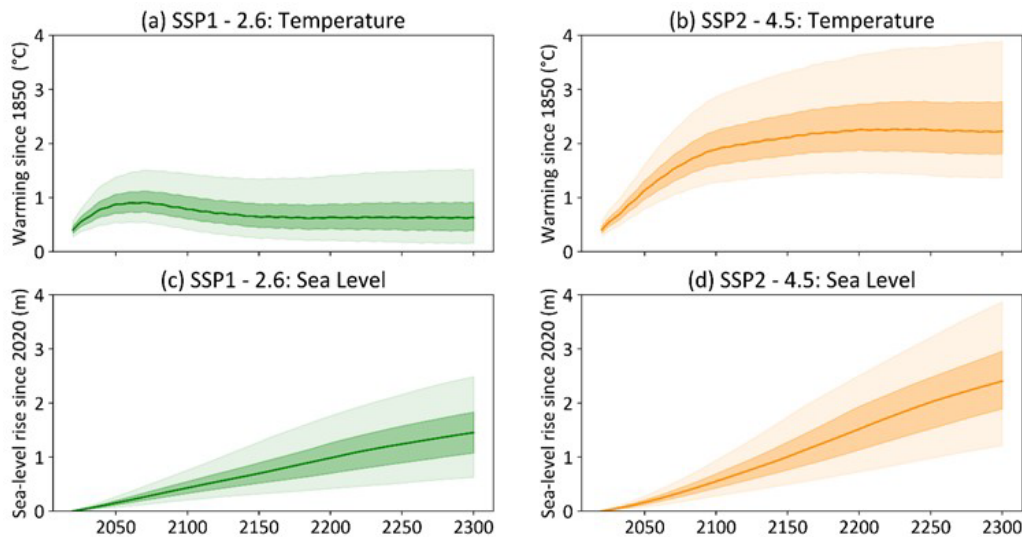 (a) SSP1 - 2.6: Temperature
(b) SSP2 - 4.5: Temperature
Warming since 1850 (°C)
4
3
2
1
0
Warming since 1850 (°C)
4
3
2
1
0
(c) SSP1 - 2.6: Sea Level
(d) SSP2 - 4.5: Sea Level
Sea-level rise since 2020 (m)
4
3
2
1
0
2050 2100 2150 2200 2250 2300
Sea-level rise since 2020 (m)
4
3
2
1
0
2050 2100 2150 2200 2250 2300